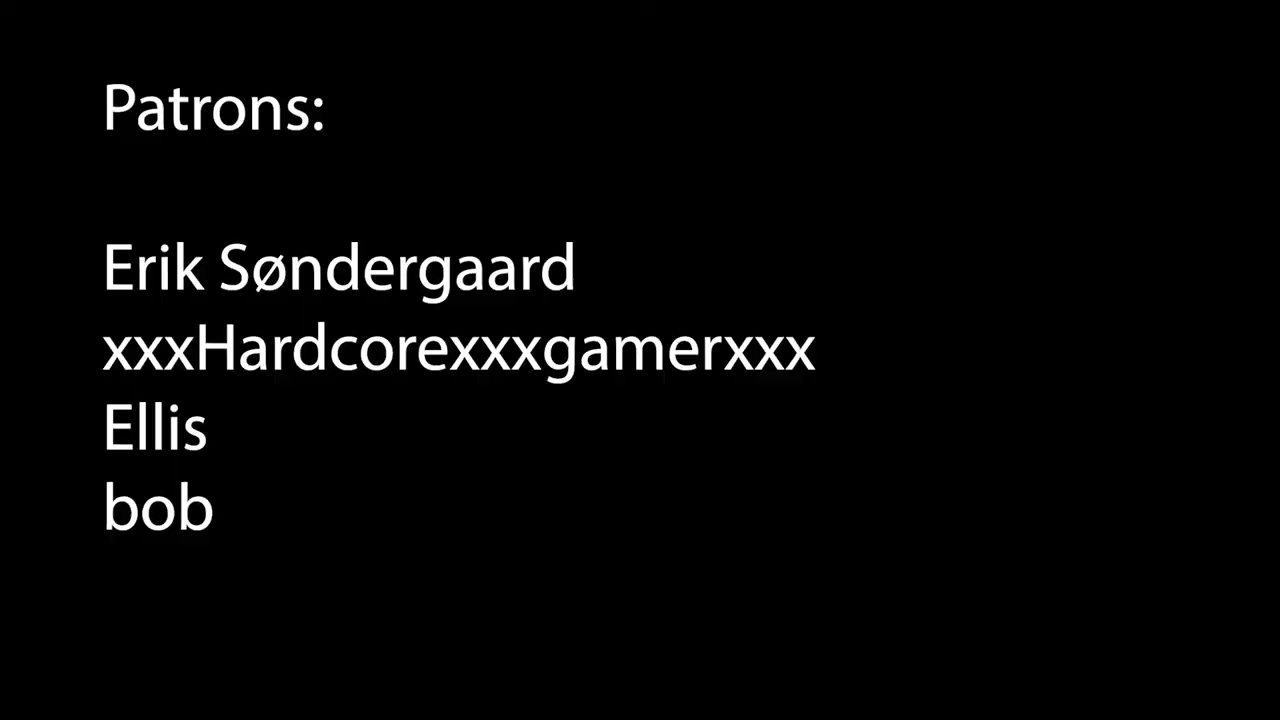 Patrons:
Erik Søndergaard
xxxHardcorexxxgamerxxx
Ellis
bob